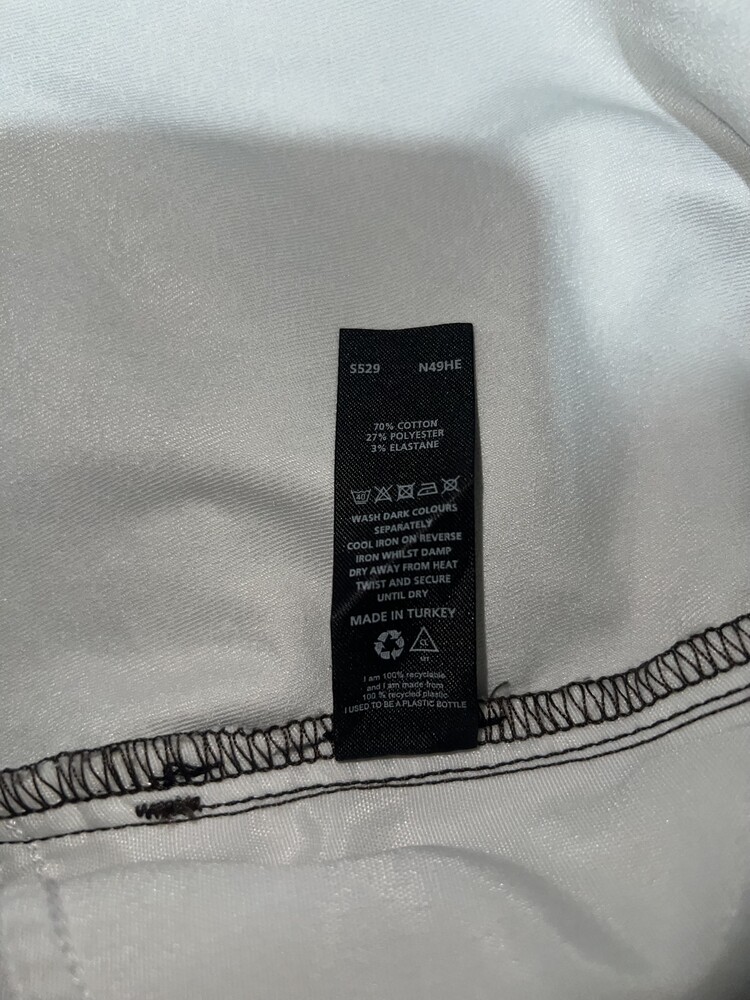 S529 N49HE
70% COTTON
27% POLYESTER
3% ELASTANE
40
WASH DARK COLOURS
SEPARATELY
COOL IRON ON REVERSE
IRON WHILST DAMP
DRY AWAY FROM HEAT
TWIST AND SECURE
UNTIL DRY
MADE IN TURKEY
I am 100% recyclable
and I am made from
100 % recycled plastic
I USED TO BE A PLASTIC BOTTLE